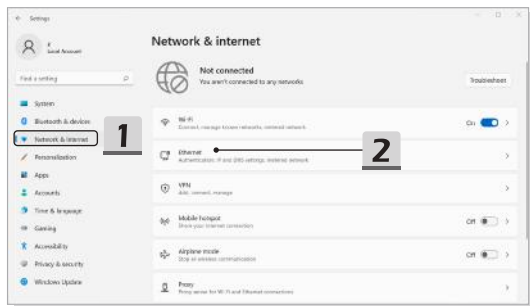 Settings
Network & internet
Local Account
Not connected
You aren't connected to any networks
Troubleshoot
Find a setting
System
Bluetooth & devices
Network & internet
Personalization
Apps
Accounts
Time & language
Gaming
Accessibility
Privacy & security
Windows Update
1
Wi-Fi
Connect, manage known networks, metered network
On
Ethernet
Authentication, IP and DNS settings, metered network
2
VPN
Add, connect, manage
Mobile hotspot
Share your internet connection
Off
Airplane mode
Stop all wireless communication
Off
Proxy
Proxy server for Wi-Fi and Ethernet connections